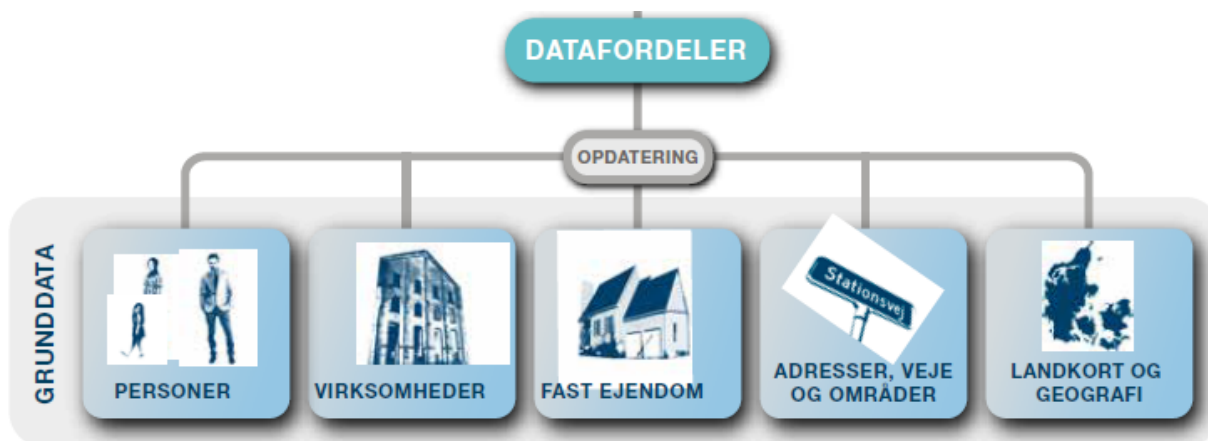 DATAFORDELER
OPDATERING
GRUNDDATA
PERSONER
VIRKSOMHEDER
FAST EJENDOM
Stationsvej
ADRESSER, VEJE
OG OMRÅDER
LANDKORT OG
GEOGRAFI